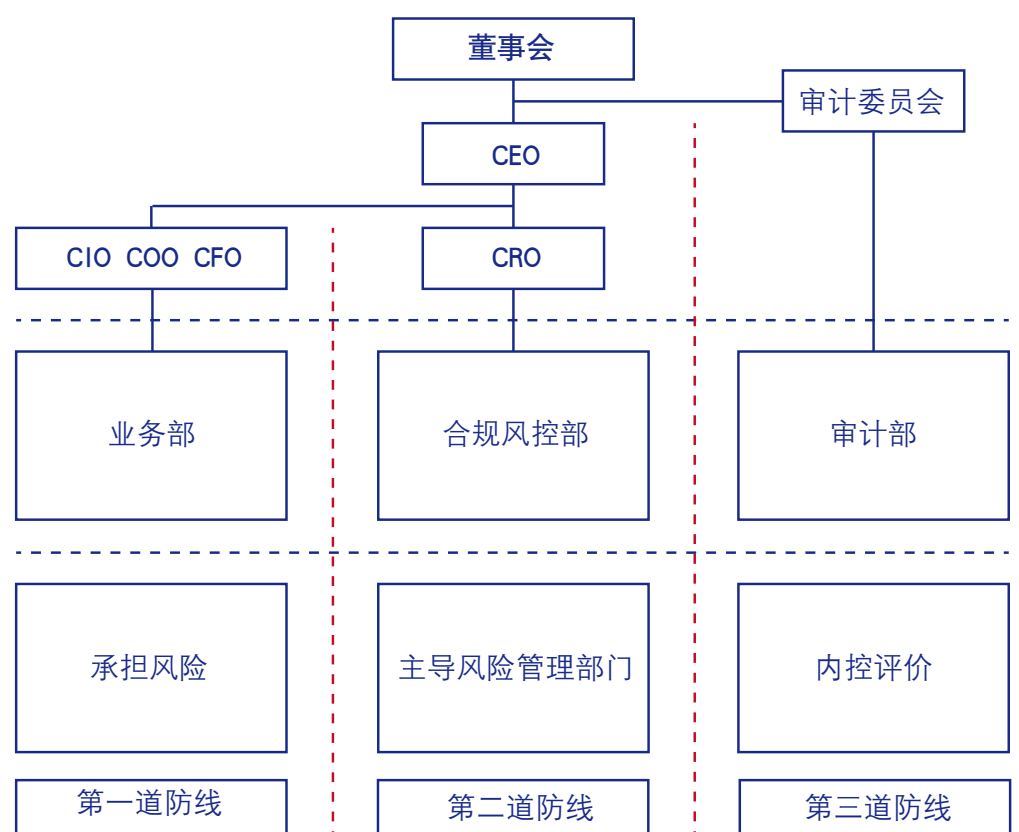 董事会
审计委员会
CEO
CIO COO CFO
CRO
业务部
合规风控部
审计部
承担风险
主导风险管理部门
内控评价
第一道防线
第二道防线
第三道防线